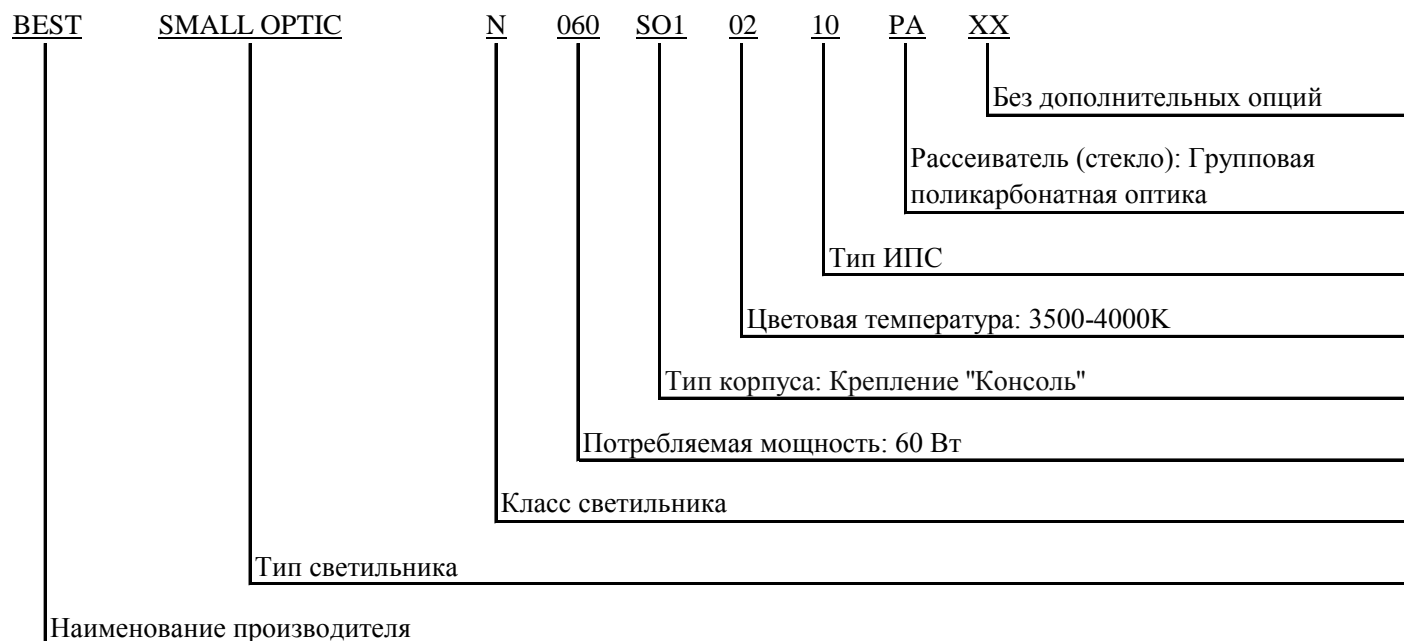 BEST SMALL OPTIC N 060 SO1 02 10 PA XX
Без дополнительных опций
Рассеиватель (стекло): Групповая
поликарбонатная оптика
Тип ИПС
Цветовая температура: 3500-4000К
Тип корпуса: Крепление "Консоль"
Потребляемая мощность: 60 Вт
Класс светильника
Тип светильника
Наименование производителя